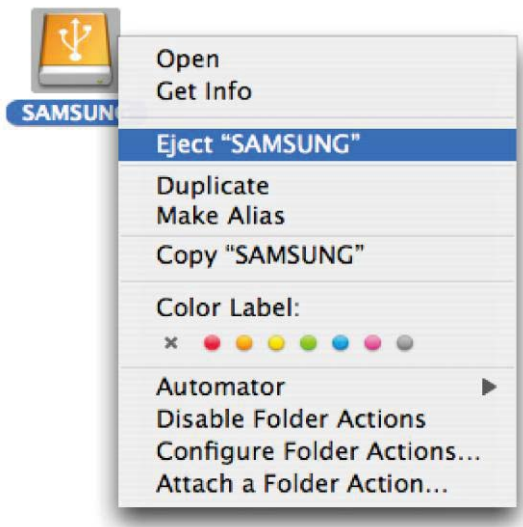 SAMSUNG
Open
Get Info
Eject “SAMSUNG”
Duplicate
Make Alias
Copy “SAMSUNG”
Color Label:
Automator
Disable Folder Actions
Configure Folder Actions...
Attach a Folder Action...